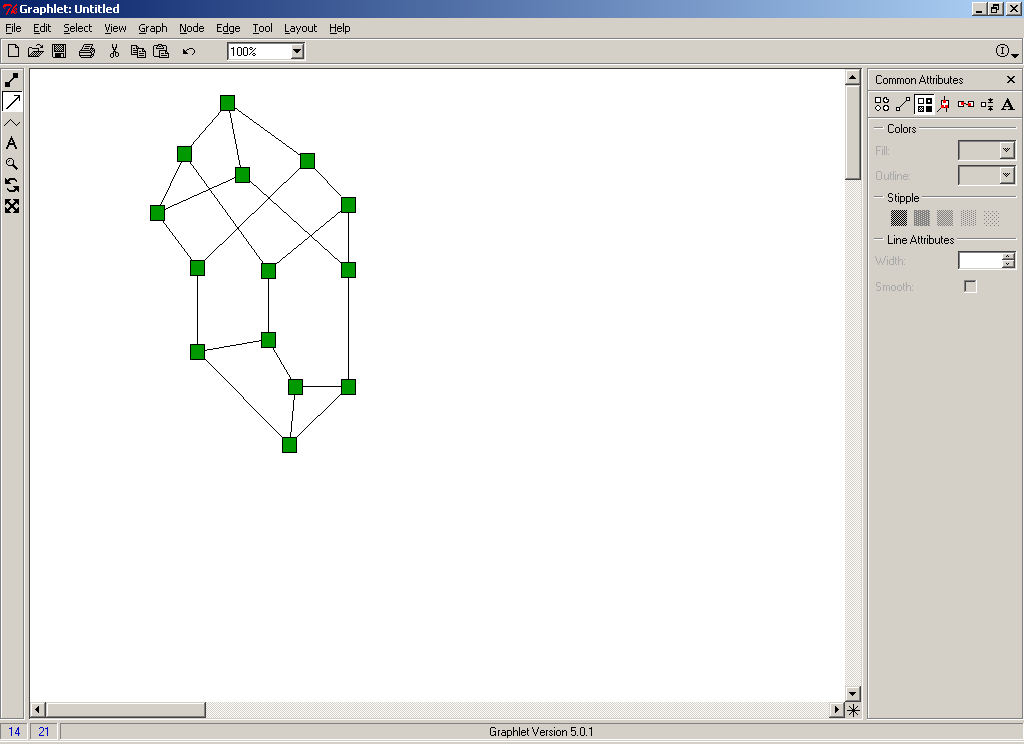 Graphlet: Untitled
File Edit Select View Graph Node Edge Tool Layout Help
100%
Common Attributes
A
A
Colors
Fill:
Outline:
Stipple
Line Attributes
Width:
Smooth:
14 21 Graphlet Version 5.0.1